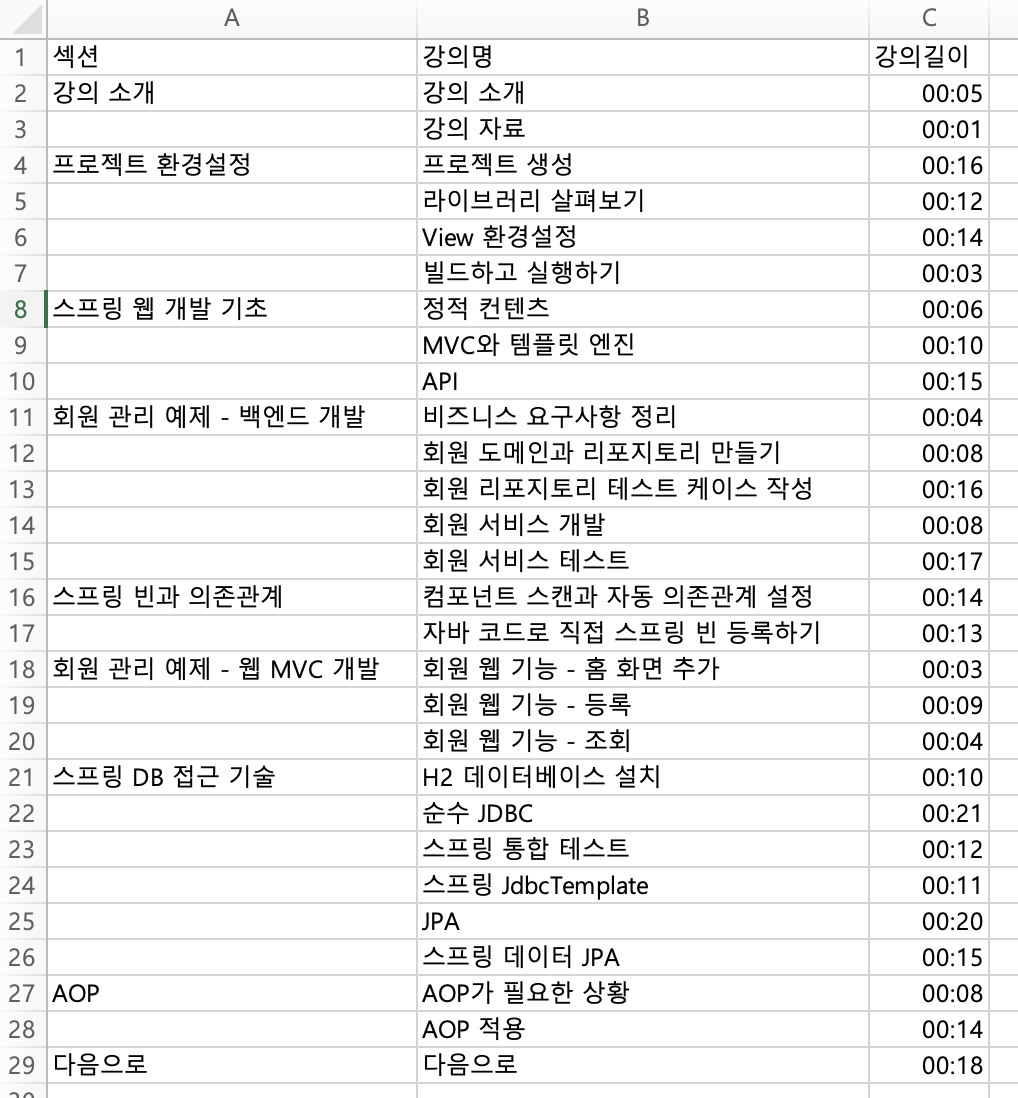 A B C
1 섹션 강의명 강의길이
2 강의 소개 강의 소개 00:05
3 강의 자료 00:01
4 프로젝트 환경설정 프로젝트 생성 00:16
5 라이브러리 살펴보기 00:12
6 View 환경설정 00:14
7 빌드하고 실행하기 00:03
8 스프링 웹 개발 기초 정적 컨텐츠 00:06
9 MVC와 템플릿 엔진 00:10
10 API 00:15
11 회원 관리 예제 - 백엔드 개발 비즈니스 요구사항 정리 00:04
12 회원 도메인과 리포지토리 만들기 00:08
13 회원 리포지토리 테스트 케이스 작성 00:16
14 회원 서비스 개발 00:08
15 회원 서비스 테스트 00:17
16 스프링 빈과 의존관계 컴포넌트 스캔과 자동 의존관계 설정 00:14
17 자바 코드로 직접 스프링 빈 등록하기 00:13
18 회원 관리 예제 - 웹 MVC 개발 회원 웹 기능 - 홈 화면 추가 00:03
19 회원 웹 기능 - 등록 00:09
20 회원 웹 기능 - 조회 00:04
21 스프링 DB 접근 기술 H2 데이터베이스 설치 00:10
22 순수 JDBC 00:21
23 스프링 통합 테스트 00:12
24 스프링 JdbcTemplate 00:11
25 JPA 00:20
26 스프링 데이터 JPA 00:15
27 AOP AOP가 필요한 상황 00:08
28 AOP 적용 00:14
29 다음으로 다음으로 00:18